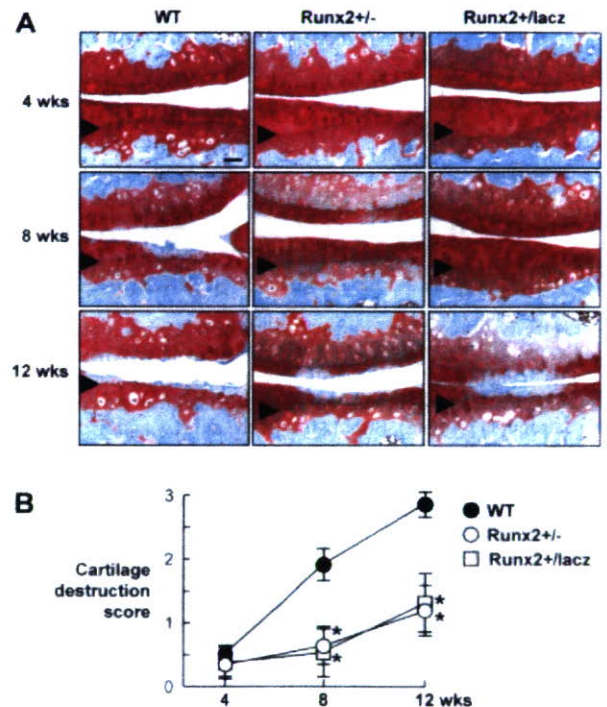 A
WT Runx2+/- Runx2+/lacz
4 wks
8 wks
12 wks
B
3
2
1
0
Cartilage
destruction
score
WT
Runx2+/-
Runx2+/lacz
*
*
*
*
4 8 12 wks